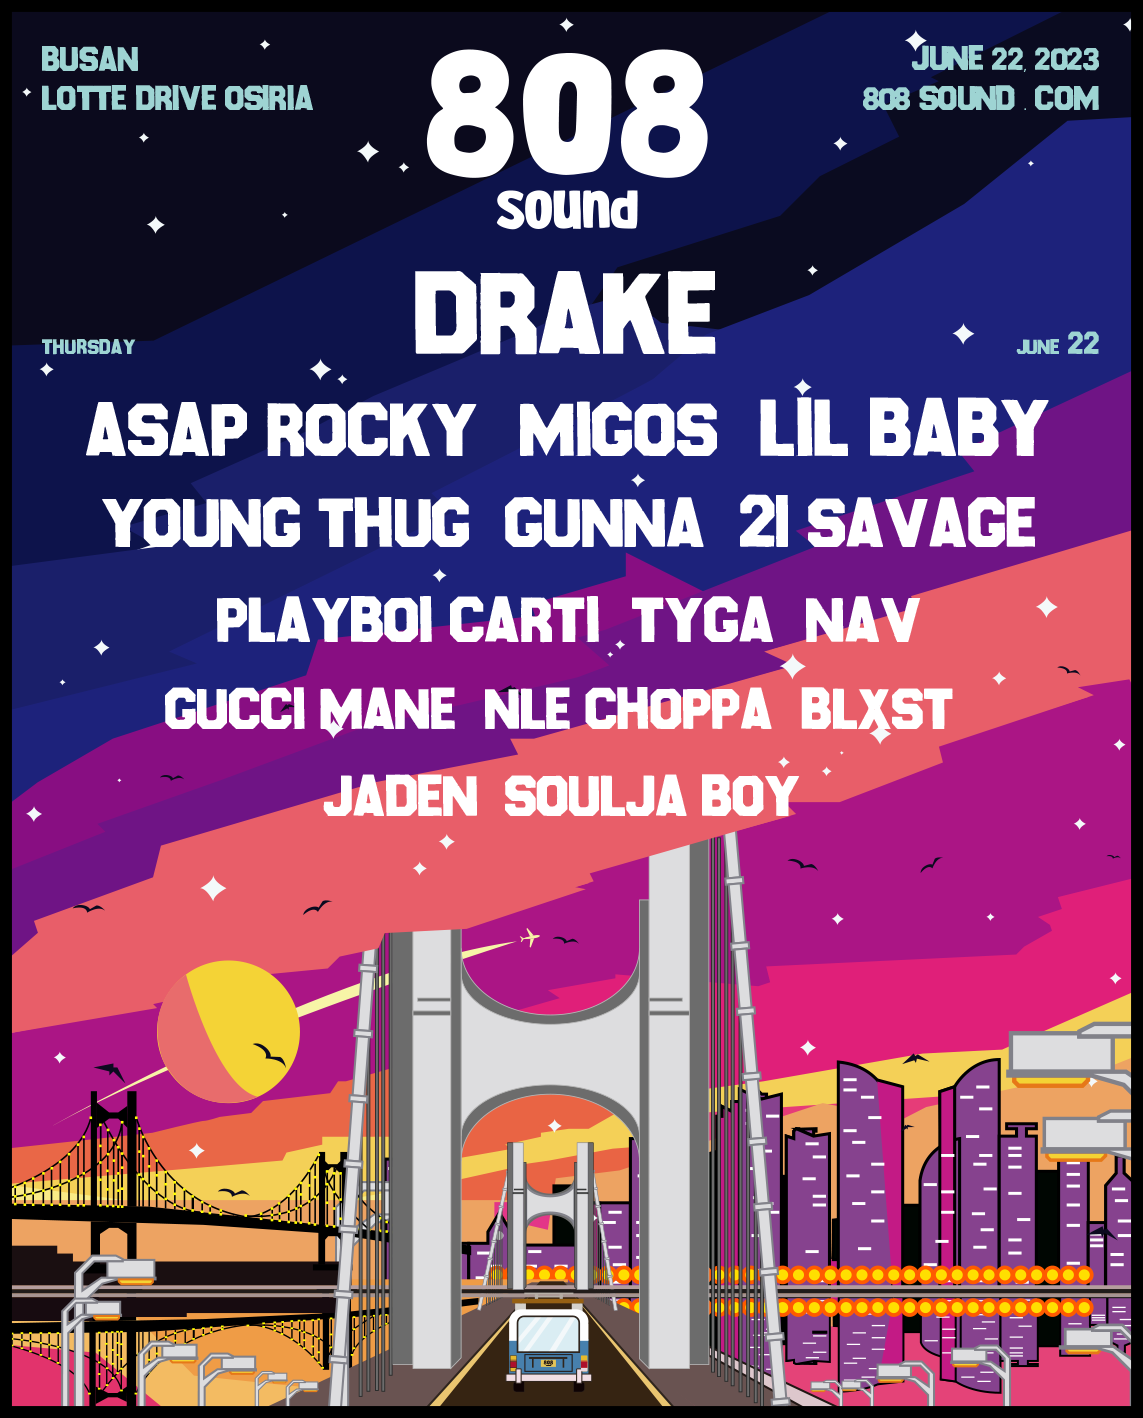 BUSAN
LOTTE DRIVE OSIRIA
808
sound
JUNE 22, 2023
808 SOUND . COM
DRAKE
THURSDAY
JUNE 22
ASAP ROCKY MIGOS LIL BABY
YOUNG THUG GUNNA 21 SAVAGE
PLAYBOI CARTI TYGA NAV
GUCCI MANE NLE CHOPPA BLXST
JADEN SOULJA BOY
808